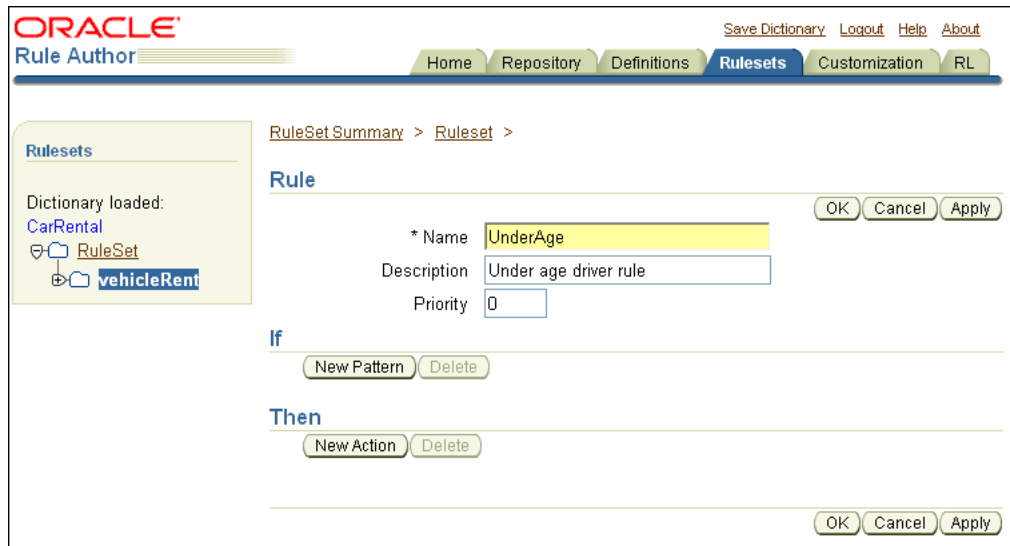 ORACLE
Rule Author
Save Dictionary Logout Help About
Home Repository Definitions Rulesets Customization RL
Rulesets
Dictionary loaded:
CarRental
RuleSet
vehicleRent
RuleSet Summary > Ruleset >
Rule
OK Cancel Apply
* Name UnderAge
Description Under age driver rule
Priority 0
If
New Pattern Delete
Then
New Action Delete
OK Cancel Apply